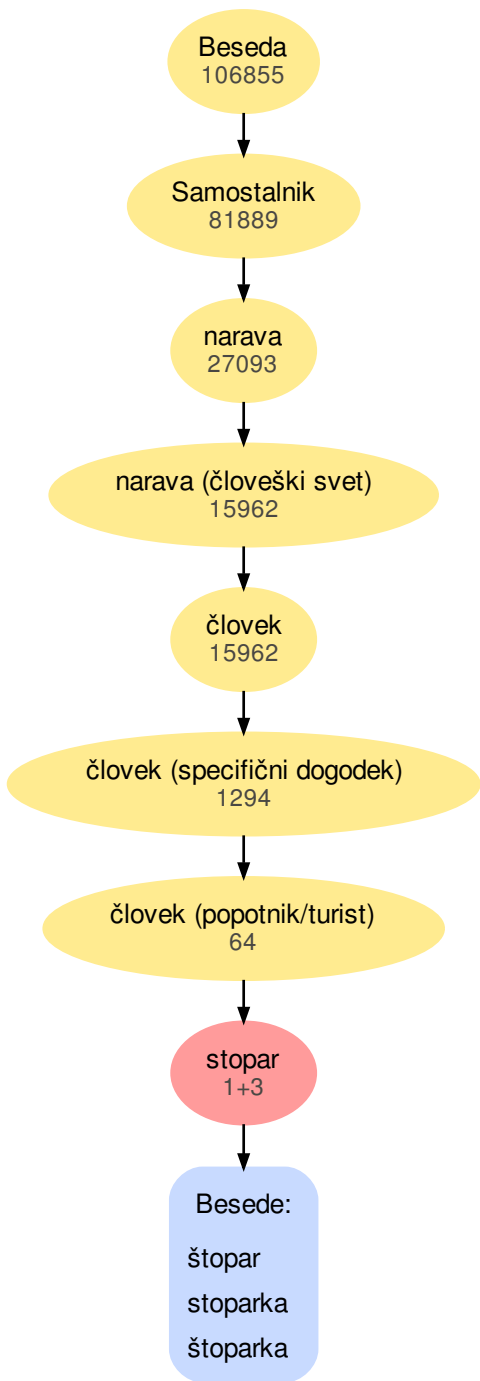 Beseda
106855
Samostalnik
81889
narava
27093
narava (človeški svet)
15962
človek
15962
človek (specifični dogodek)
1294
človek (popotnik/turist)
64
stopar
1+3
Besede:
štopar
stoparka
štoparka